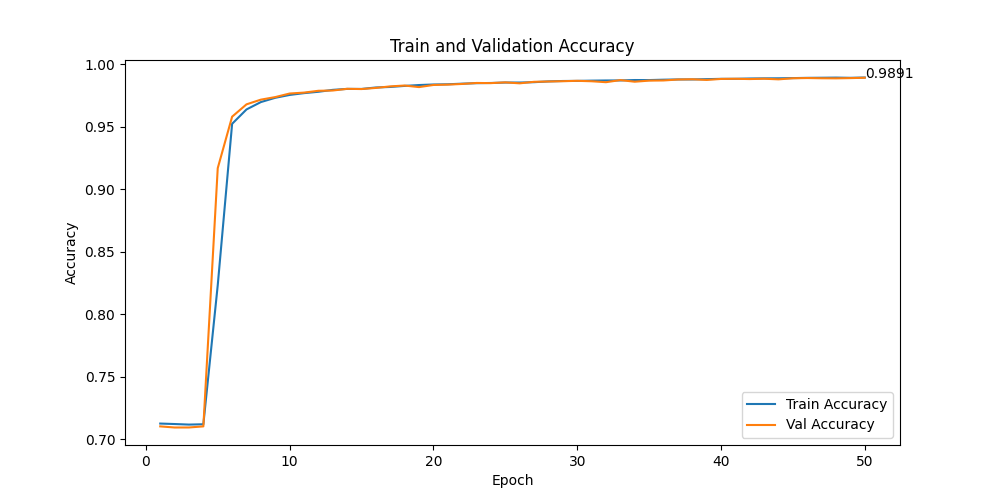 Train and Validation Accuracy
1.00
0.9891
0.95
0.90
0.85
0.80
0.75
0.70
Accuracy
Train Accuracy
Val Accuracy
0 10 20 30 40 50
Epoch